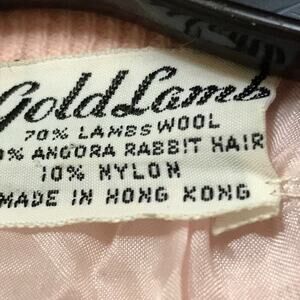 Gold Lamb
70% LAMBS WOOL
0% ANGORA RABBIT HAIR
10% NYLON
MADE IN HONG KONG